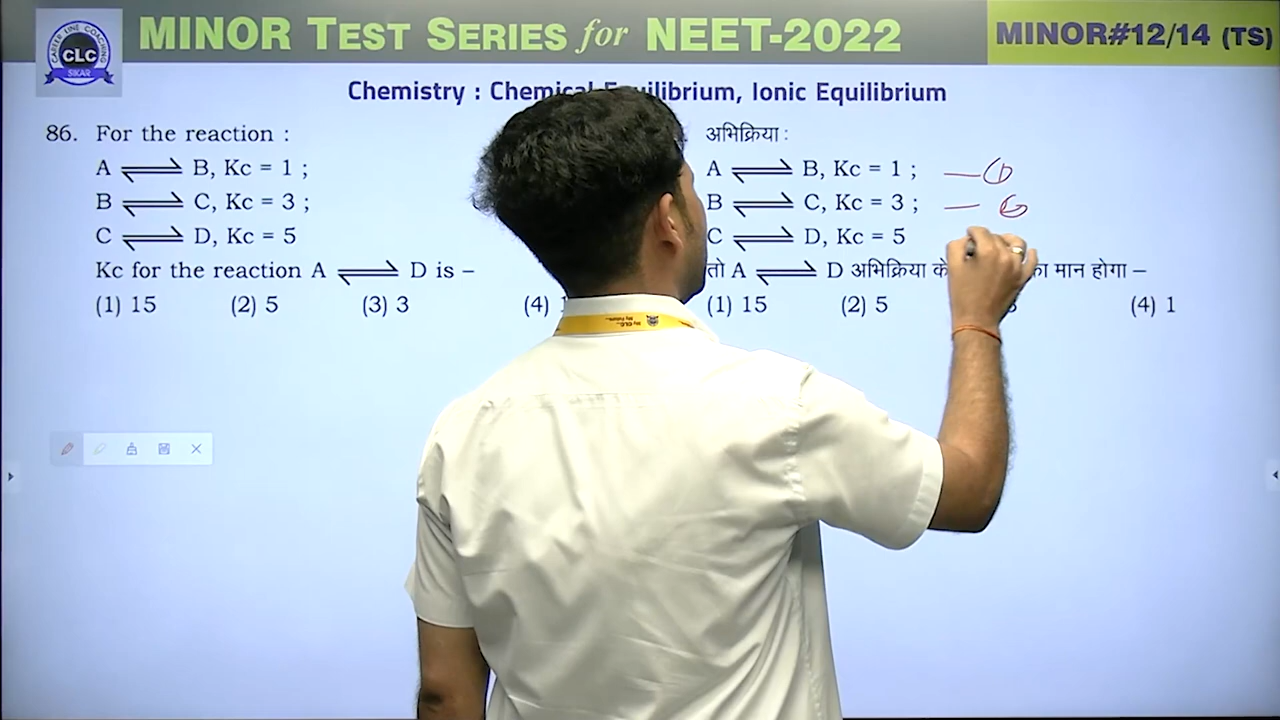 CAREER LINE COACHING
CLC
SIKAR
MINOR TEST SERIES for NEET-2022
MINOR#12/14 (TS)
Chemistry : Chemical Equilibrium, Ionic Equilibrium
86. For the reaction :
A ⇌ B, Kc = 1 ;
B ⇌ C, Kc = 3 ;
C ⇌ D, Kc = 5
Kc for the reaction A ⇌ D is –
(1) 15 (2) 5 (3) 3 (4)
अभिक्रिया :
A ⇌ B, Kc = 1 ; — ①
B ⇌ C, Kc = 3 ; —
C ⇌ D, Kc = 5
तो A ⇌ D अभिक्रिया के मान होगा –
(1) 15 (2) 5 (4) 1